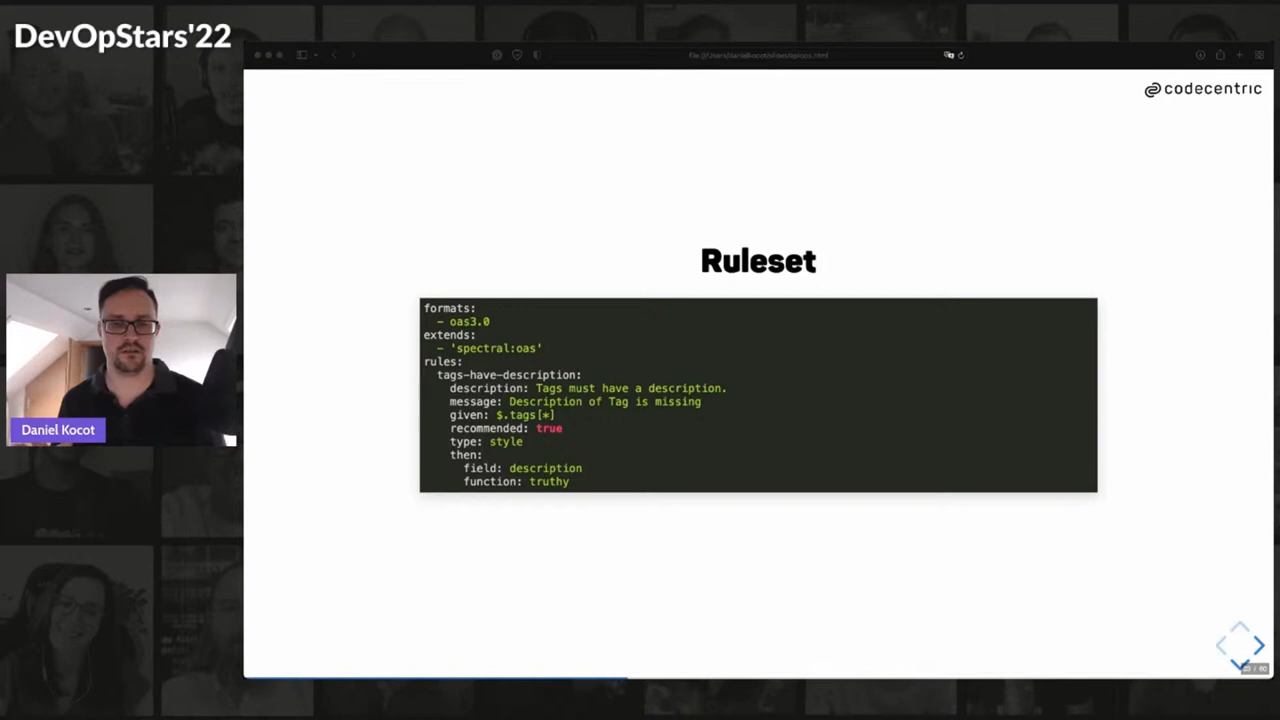 DevOpStars'22
codecentric
Ruleset
formats:
  - oas3.0
extends:
  - 'spectral:oas'
rules:
  tags-have-description:
    description: Tags must have a description.
    message: Description of Tag is missing
    given: $.tags[*]
    recommended: true
    type: style
    then:
      field: description
      function: truthy
Daniel Kocot